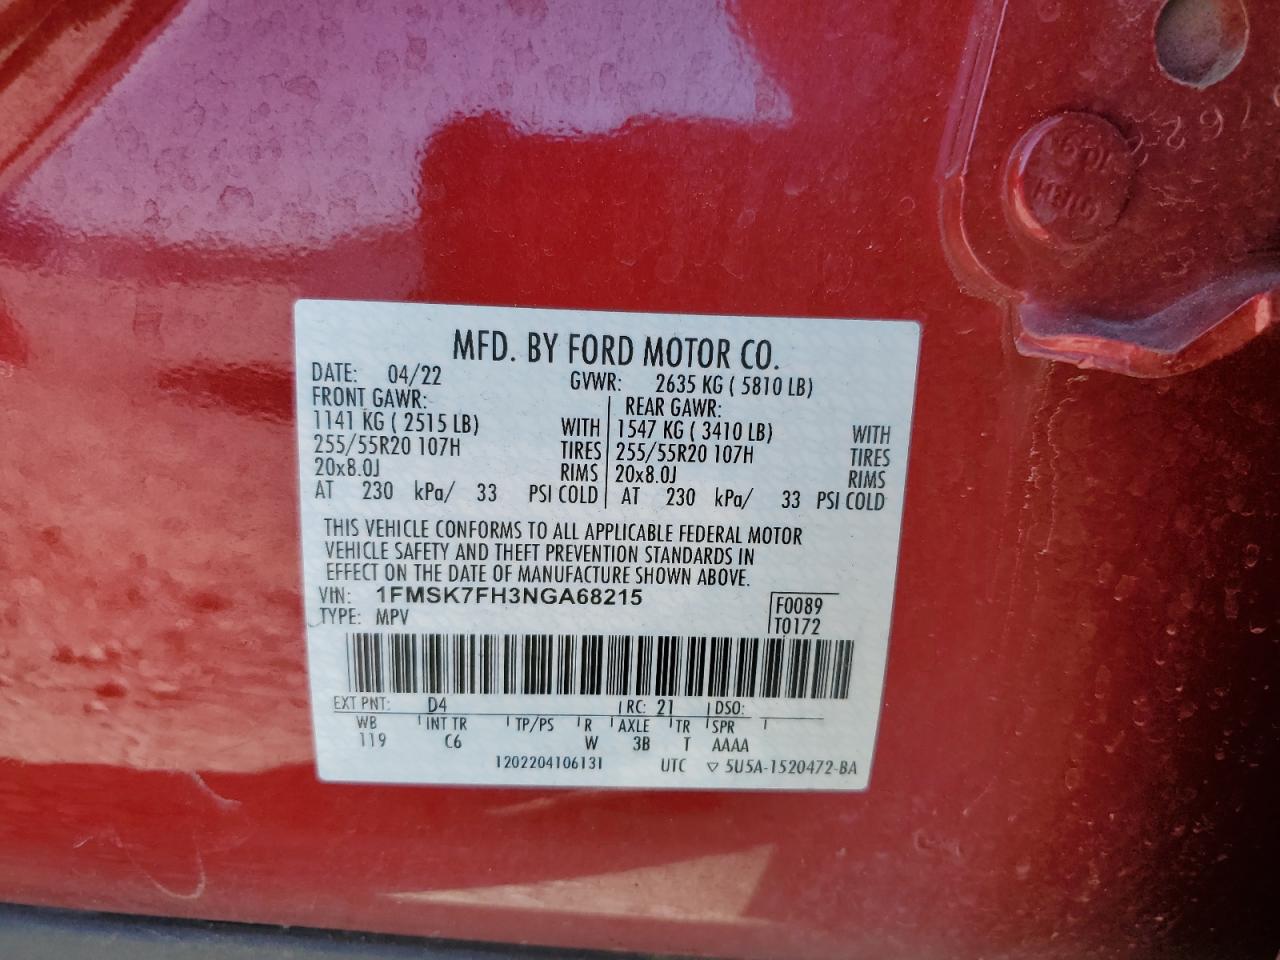 MFD. BY FORD MOTOR CO.
DATE: 04/22 GVWR: 2635 KG ( 5810 LB)
FRONT GAWR: REAR GAWR:
1141 KG ( 2515 LB) WITH 1547 KG ( 3410 LB) WITH
255/55R20 107H TIRES 255/55R20 107H TIRES
20x8.0J RIMS 20x8.0J RIMS
AT 230 kPa/ 33 PSI COLD AT 230 kPa/ 33 PSI COLD
THIS VEHICLE CONFORMS TO ALL APPLICABLE FEDERAL MOTOR
VEHICLE SAFETY AND THEFT PREVENTION STANDARDS IN
EFFECT ON THE DATE OF MANUFACTURE SHOWN ABOVE.
VIN: 1FMSK7FH3NGA68215 F0089
TYPE: MPV T0172
EXT PNT: D4 RC: 21 DSO:
WB INT TR TP/PS R AXLE TR SPR
119 C6 W 3B T AAAA
1202204106131 UTC ▽ 5U5A-1520472-BA